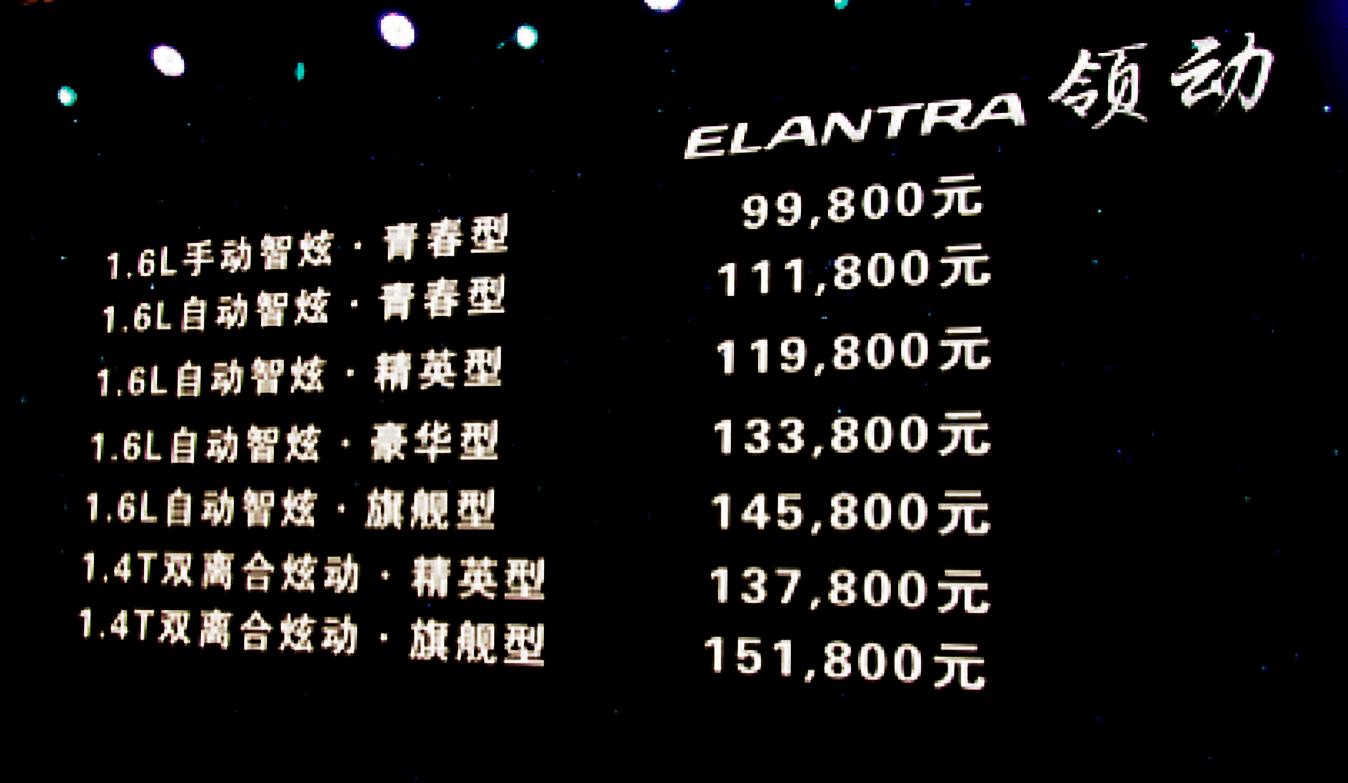 ELANTRA 领动
1.6L手动智炫·青春型 99,800元
1.6L自动智炫·青春型 111,800元
1.6L自动智炫·精英型 119,800元
1.6L自动智炫·豪华型 133,800元
1.6L自动智炫·旗舰型 145,800元
1.4T双离合炫动·精英型 137,800元
1.4T双离合炫动·旗舰型 151,800元